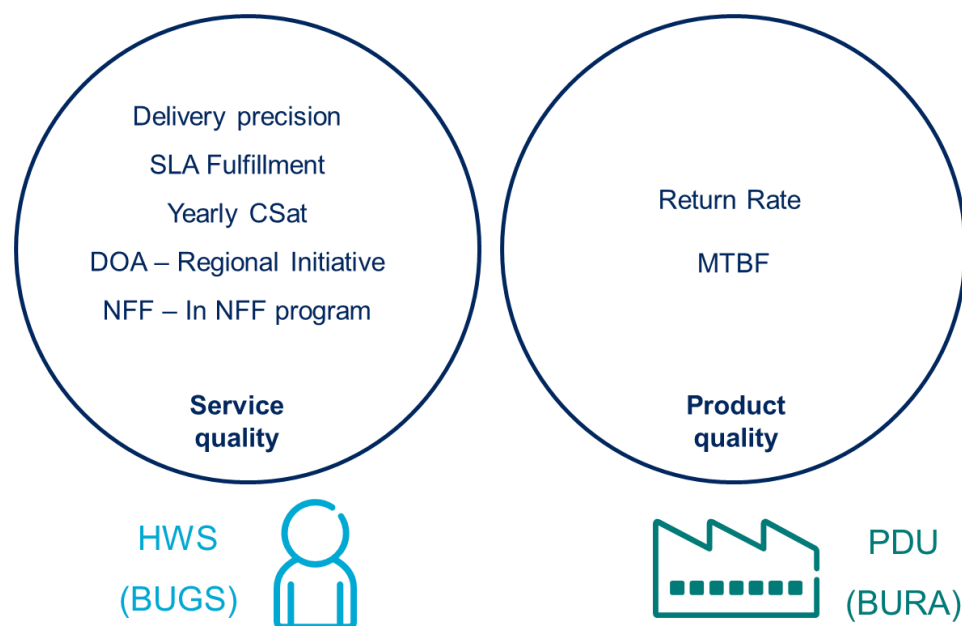 Delivery precision
SLA Fulfillment
Yearly CSat
DOA – Regional Initiative
NFF – In NFF program
Service
quality
Return Rate
MTBF
Product
quality
HWS
(BUGS)
PDU
(BURA)